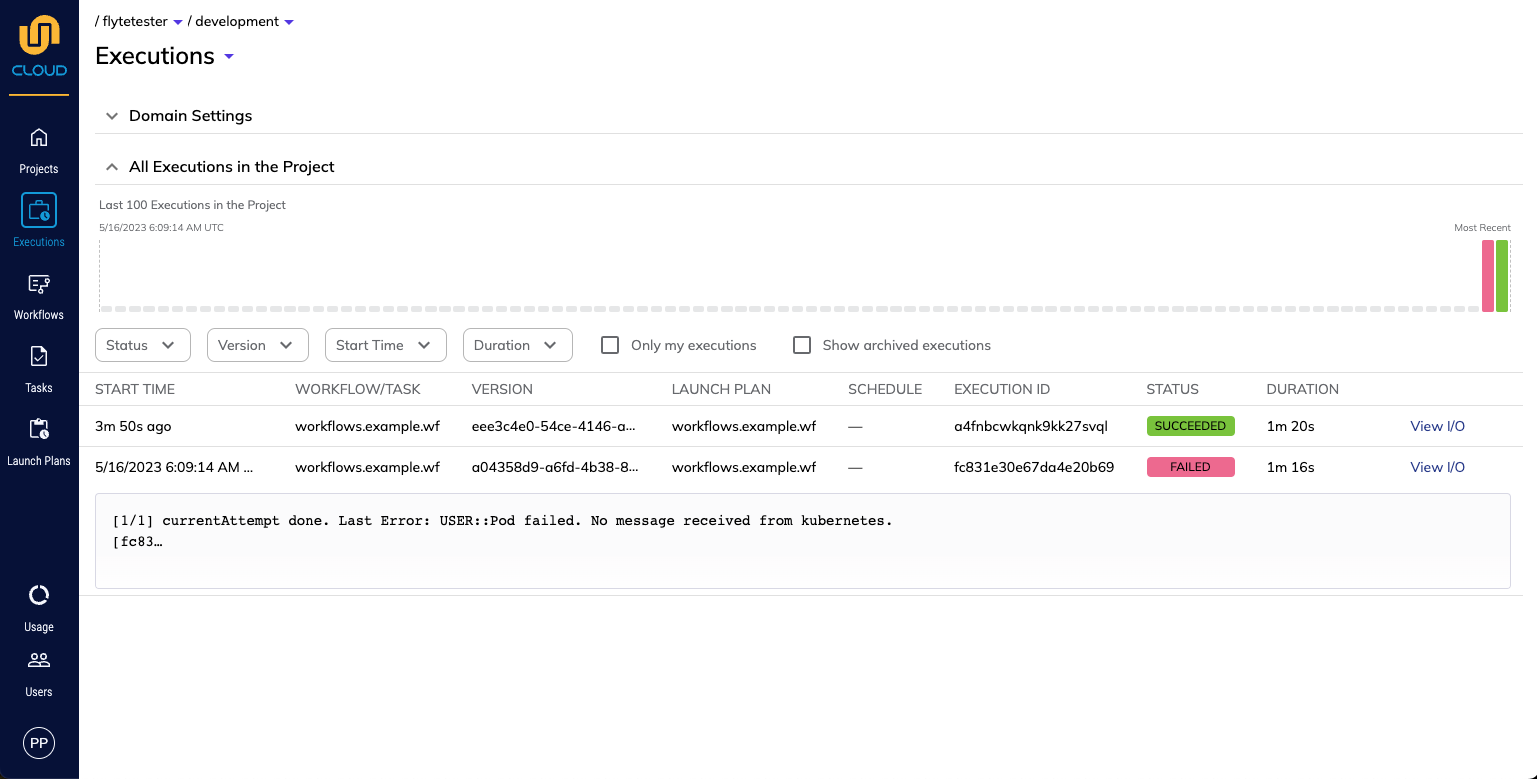 / flytetester / development
Executions
CLOUD
Domain Settings
All Executions in the Project
Last 100 Executions in the Project
5/16/2023 6:09:14 AM UTC Most Recent
Projects
Executions
Workflows
Tasks
Launch Plans
Usage
Users
PP
Status Version Start Time Duration Only my executions Show archived executions
START TIME WORKFLOW/TASK VERSION LAUNCH PLAN SCHEDULE EXECUTION ID STATUS DURATION
3m 50s ago workflows.example.wf eee3c4e0-54ce-4146-a... workflows.example.wf — a4fnbcwkqnk9kk27svql SUCCEEDED 1m 20s View I/O
5/16/2023 6:09:14 AM ... workflows.example.wf a04358d9-a6fd-4b38-8... workflows.example.wf — fc831e30e67da4e20b69 FAILED 1m 16s View I/O
[1/1] currentAttempt done. Last Error: USER::Pod failed. No message received from kubernetes.
[fc83…